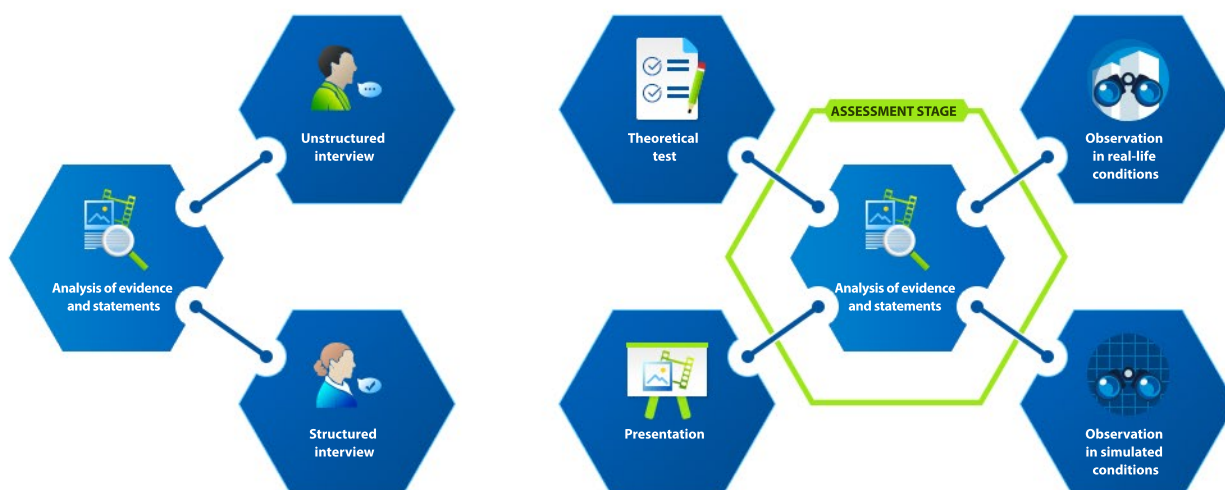 Unstructured
interview
Analysis of evidence
and statements
Structured
interview
Theoretical
test
ASSESSMENT STAGE
Observation
in real-life
conditions
Analysis of evidence
and statements
Presentation
Observation
in simulated
conditions